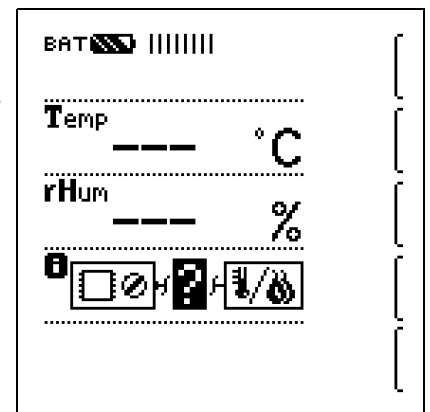 BAT
Temp
--- °C
rHum
--- %
i
?